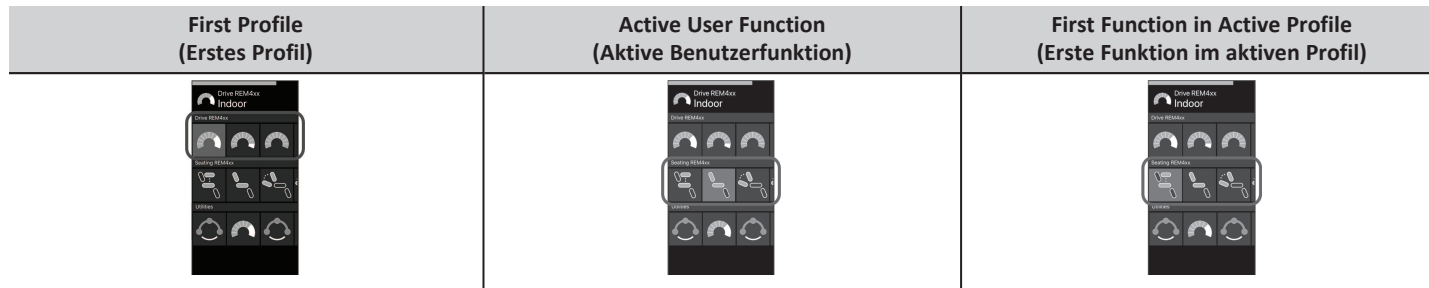 First Profile
(Erstes Profil)
Active User Function
(Aktive Benutzerfunktion)
First Function in Active Profile
(Erste Funktion im aktiven Profil)
Drive REM4xx
Indoor
Drive REM4xx
Seating REM4xx
Utilities
Drive REM4xx
Indoor
Drive REM4xx
Seating REM4xx
Utilities
Drive REM4xx
Indoor
Drive REM4xx
Seating REM4xx
Utilities